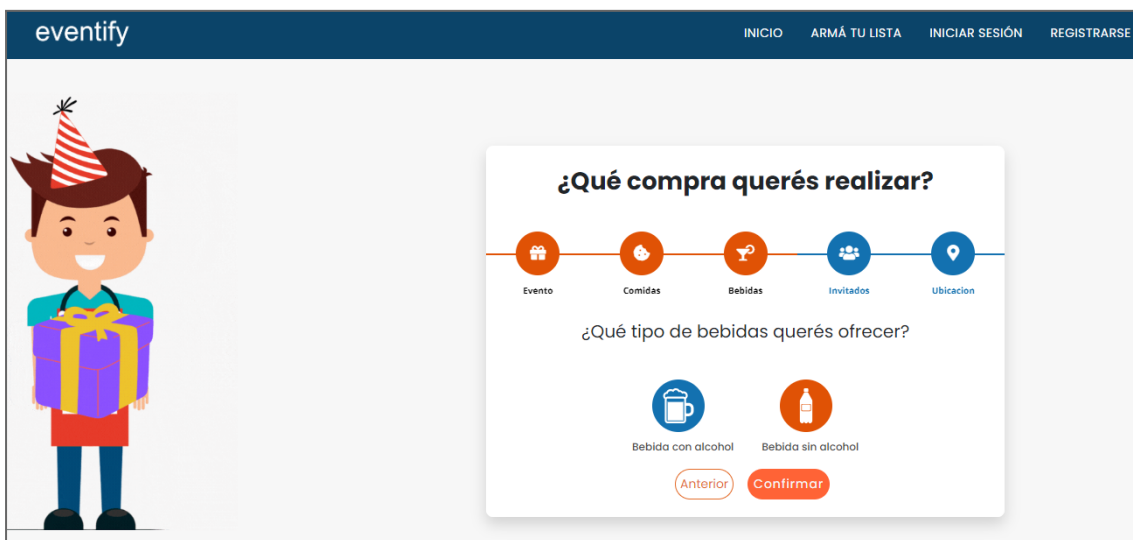 eventify
INICIO ARMÁ TU LISTA INICIAR SESIÓN REGISTRARSE
¿Qué compra querés realizar?
Evento Comidas Bebidas Invitados Ubicacion
¿Qué tipo de bebidas querés ofrecer?
Bebida con alcohol Bebida sin alcohol
Anterior Confirmar